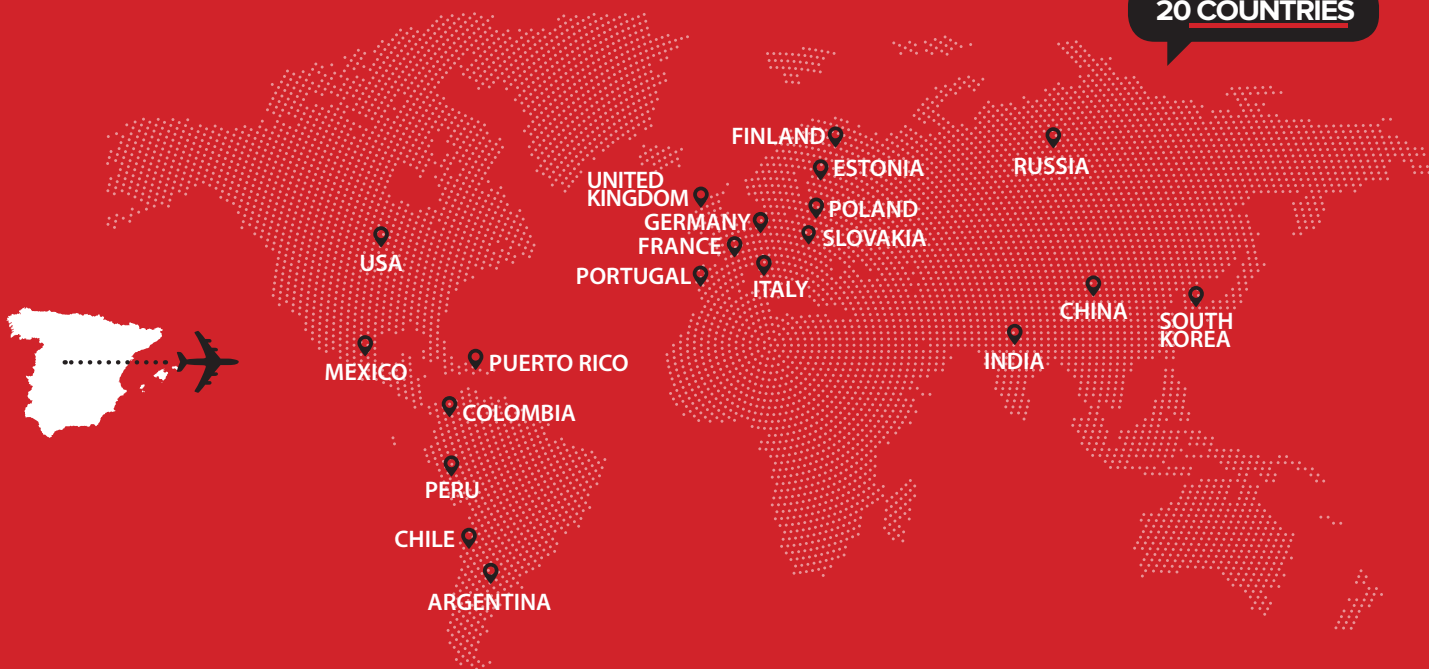 20 COUNTRIES
FINLAND
ESTONIA
RUSSIA
UNITED
KINGDOM
POLAND
GERMANY
SLOVAKIA
FRANCE
USA
PORTUGAL
ITALY
CHINA
SOUTH
KOREA
INDIA
MEXICO
PUERTO RICO
COLOMBIA
PERU
CHILE
ARGENTINA